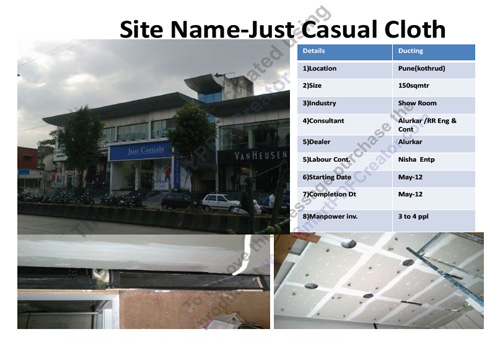 Site Name-Just Casual Cloth
Details Ducting
1)Location Pune(kothrud)
2)Size 150sqmtr
3)Industry Show Room
4)Consultant Alurkar /RR Eng &
Cont
5)Dealer Alurkar
5)Labour Cont. Nisha Entp
6)Starting Date May-12
7)Completion Dt May-12
8)Manpower inv. 3 to 4 ppl
Just Casuals
VANHEUSEN